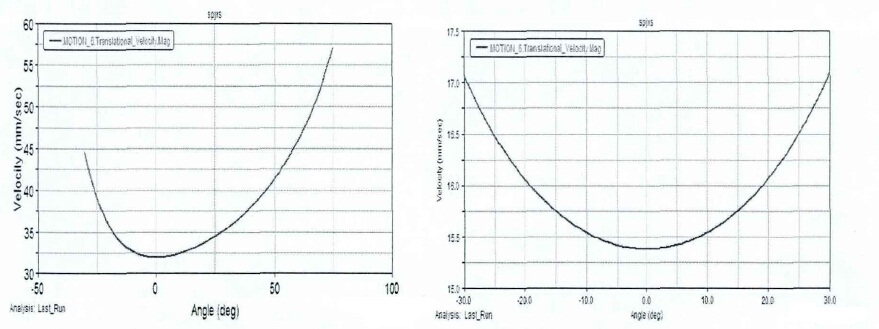 spjxs
MOTION_6.Translational_Velocity.Mag
Velocity (mm/sec)
60
55
50
45
40
35
30
-50
0
50
100
Analysis: Last_Run
Angle (deg)
spjxs
MOTION_6.Translational_Velocity.Mag
Velocity (mm/sec)
17.5
17.0
16.5
16.0
15.5
15.0
-30.0
-20.0
-10.0
0.0
10.0
20.0
30.0
Analysis: Last_Run
Angle (deg)